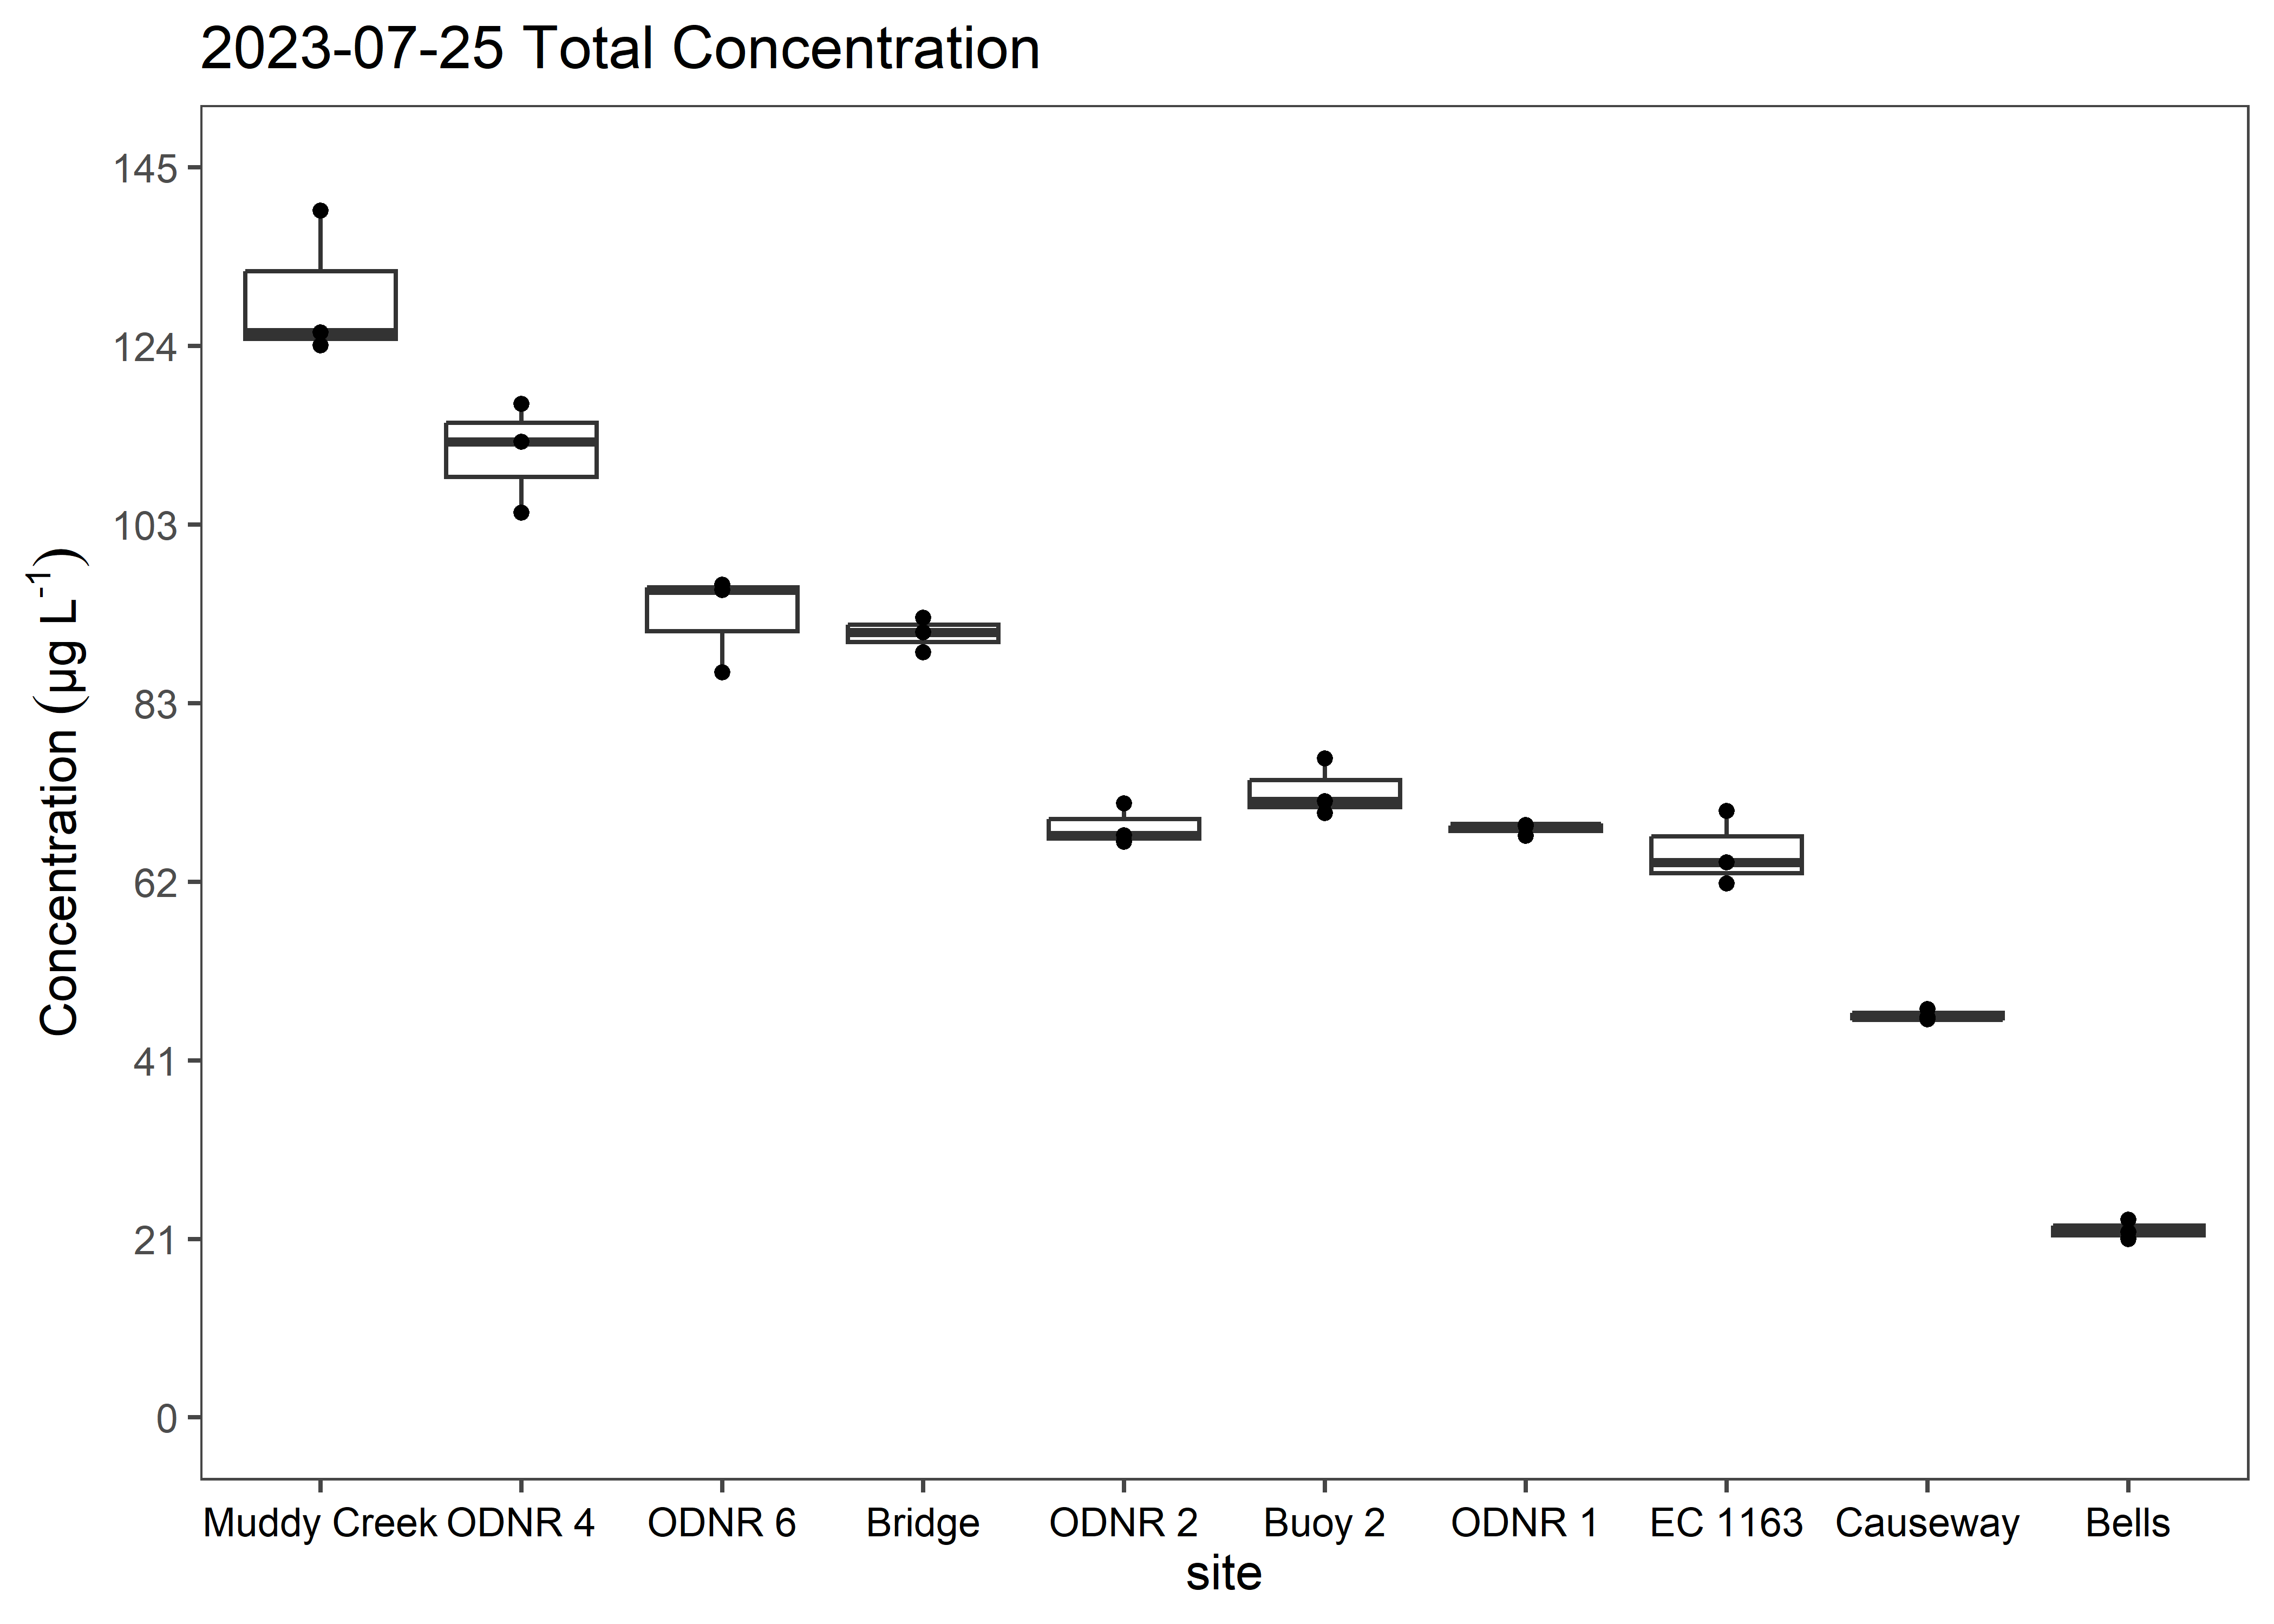 2023-07-25 Total Concentration
Concentration (µg L⁻¹)
145
124
103
83
62
41
21
0
Muddy Creek ODNR 4 ODNR 6 Bridge ODNR 2 Buoy 2 ODNR 1 EC 1163 Causeway Bells
site